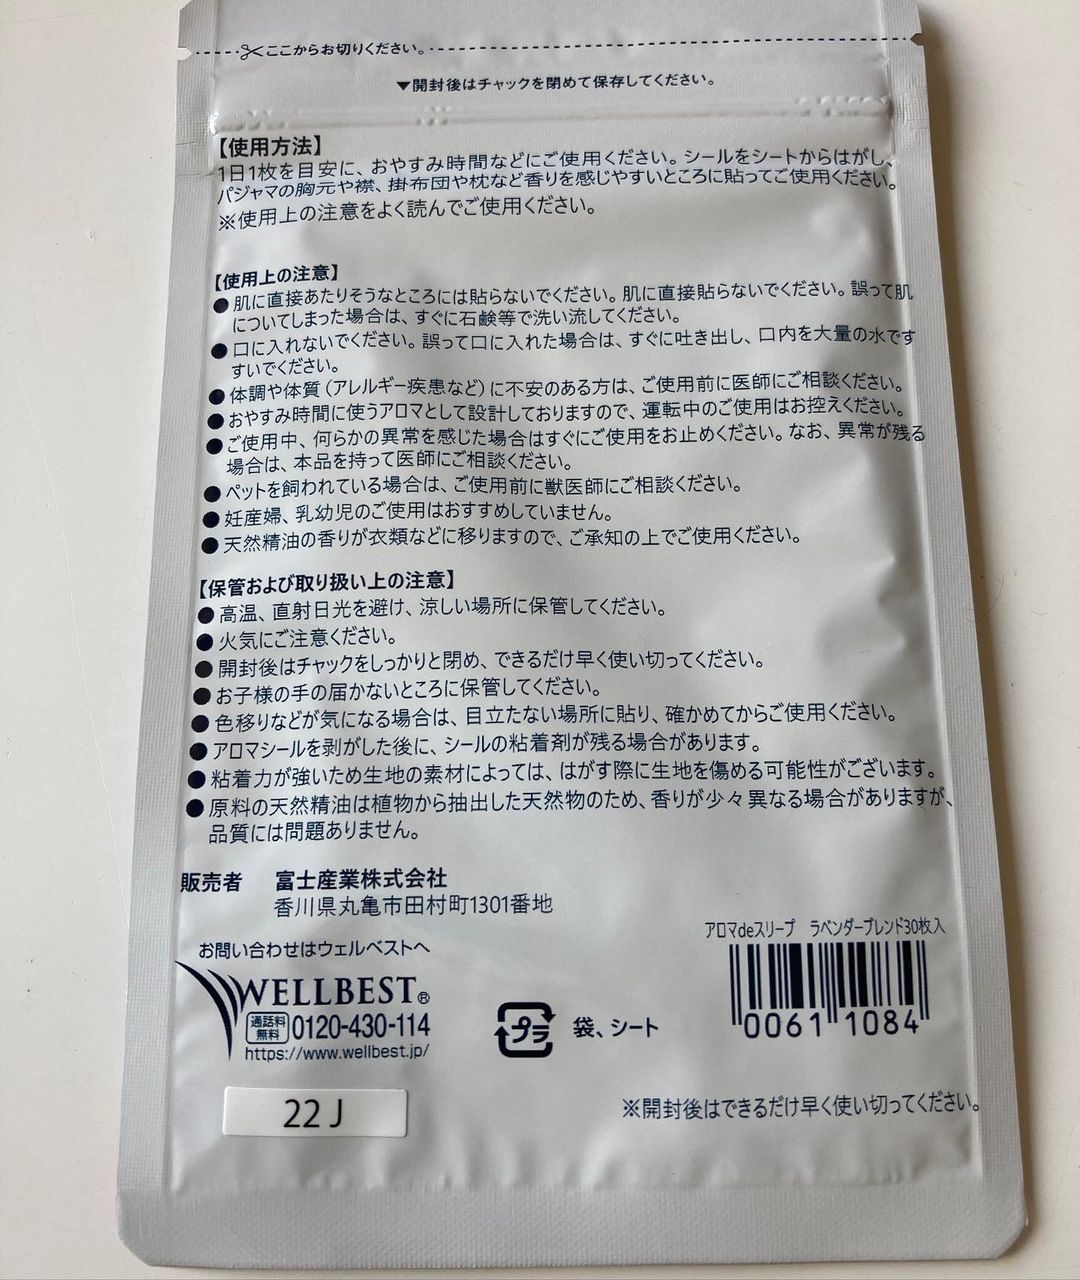 ここからお切りください。
▼開封後はチャックを閉めて保存してください。
【使用方法】
1日1枚を目安に、おやすみ時間などにご使用ください。シールをシートからはがし、
パジャマの胸元や襟、掛布団や枕など香りを感じやすいところに貼ってご使用ください。
※使用上の注意をよく読んでご使用ください。
【使用上の注意】
●肌に直接あたりそうなところには貼らないでください。肌に直接貼らないでください。誤って肌
についてしまった場合は、すぐに石鹸等で洗い流してください。
●口に入れないでください。誤って口に入れた場合は、すぐに吐き出し、口内を大量の水です
すいでください。
●体調や体質（アレルギー疾患など）に不安のある方は、ご使用前に医師にご相談ください。
●おやすみ時間に使うアロマとして設計しておりますので、運転中のご使用はお控えください。
●ご使用中、何らかの異常を感じた場合はすぐにご使用をお止めください。なお、異常が残る
場合は、本品を持って医師にご相談ください。
●ペットを飼われている場合は、ご使用前に獣医師にご相談ください。
●妊産婦、乳幼児のご使用はおすすめしていません。
●天然精油の香りが衣類などに移りますので、ご承知の上でご使用ください。
【保管および取り扱い上の注意】
●高温、直射日光を避け、涼しい場所に保管してください。
●火気にご注意ください。
●開封後はチャックをしっかりと閉め、できるだけ早く使い切ってください。
●お子様の手の届かないところに保管してください。
●色移りなどが気になる場合は、目立たない場所に貼り、確かめてからご使用ください。
●アロマシールを剥がした後に、シールの粘着剤が残る場合があります。
●粘着力が強いため生地の素材によっては、はがす際に生地を傷める可能性がございます。
●原料の天然精油は植物から抽出した天然物のため、香りが少々異なる場合がありますが、
品質には問題ありません。
販売者 富士産業株式会社
香川県丸亀市田村町1301番地
お問い合わせはウェルベストへ
WELLBEST®
通話料無料 0120-430-114
https://www.wellbest.jp/
プラ 袋、シート
アロマdeスリープ ラベンダーブレンド30枚入
0061 1084
22 J
※開封後はできるだけ早く使い切ってください。